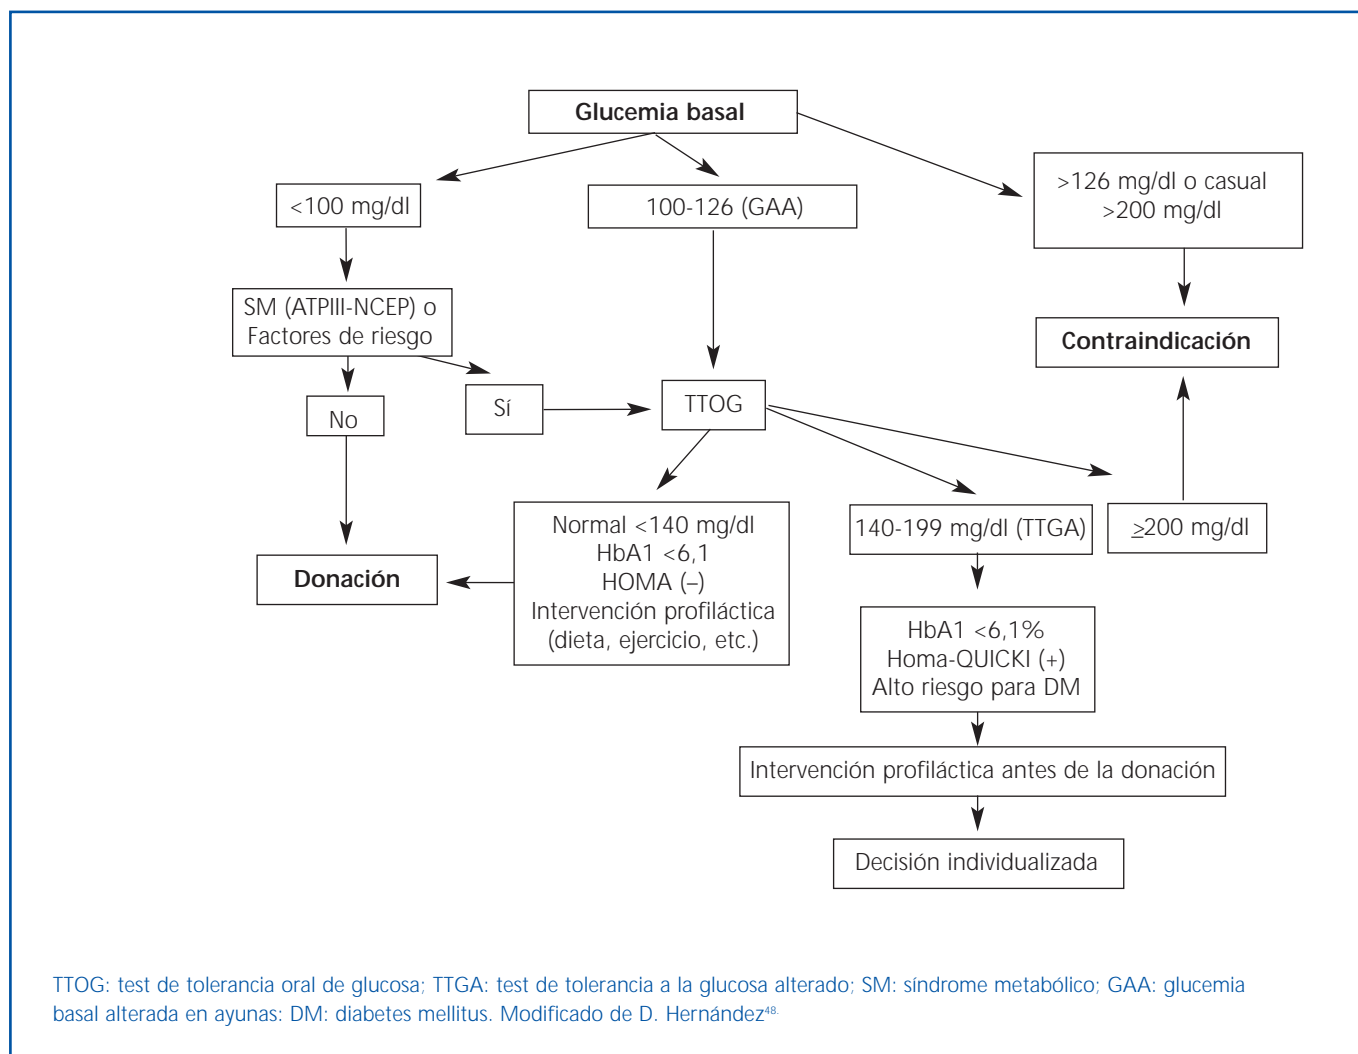 Glucemia basal
<100 mg/dl
100-126 (GAA)
>126 mg/dl o casual
>200 mg/dl
SM (ATPIII-NCEP) o
Factores de riesgo
Contraindicación
No
Sí
TTOG
Normal <140 mg/dl
HbA1 <6,1
HOMA (–)
Intervención profiláctica
(dieta, ejercicio, etc.)
140-199 mg/dl (TTGA)
≥200 mg/dl
Donación
HbA1 <6,1%
Homa-QUICKI (+)
Alto riesgo para DM
Intervención profiláctica antes de la donación
Decisión individualizada
TTOG: test de tolerancia oral de glucosa; TTGA: test de tolerancia a la glucosa alterado; SM: síndrome metabólico; GAA: glucemia
basal alterada en ayunas: DM: diabetes mellitus. Modificado de D. Hernández48.